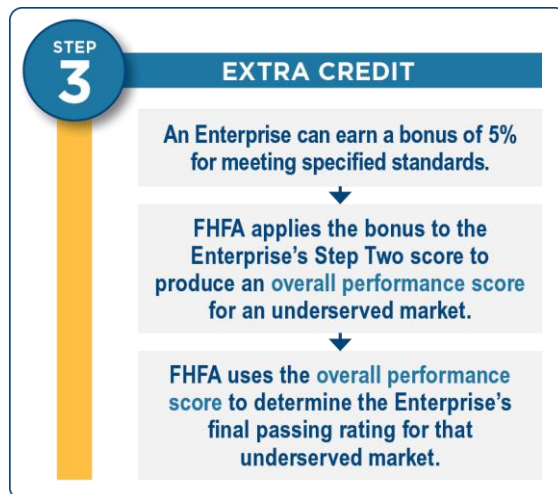 STEP
3
EXTRA CREDIT
An Enterprise can earn a bonus of 5%
for meeting specified standards.
FHFA applies the bonus to the
Enterprise's Step Two score to
produce an overall performance score
for an underserved market.
FHFA uses the overall performance
score to determine the Enterprise's
final passing rating for that
underserved market.